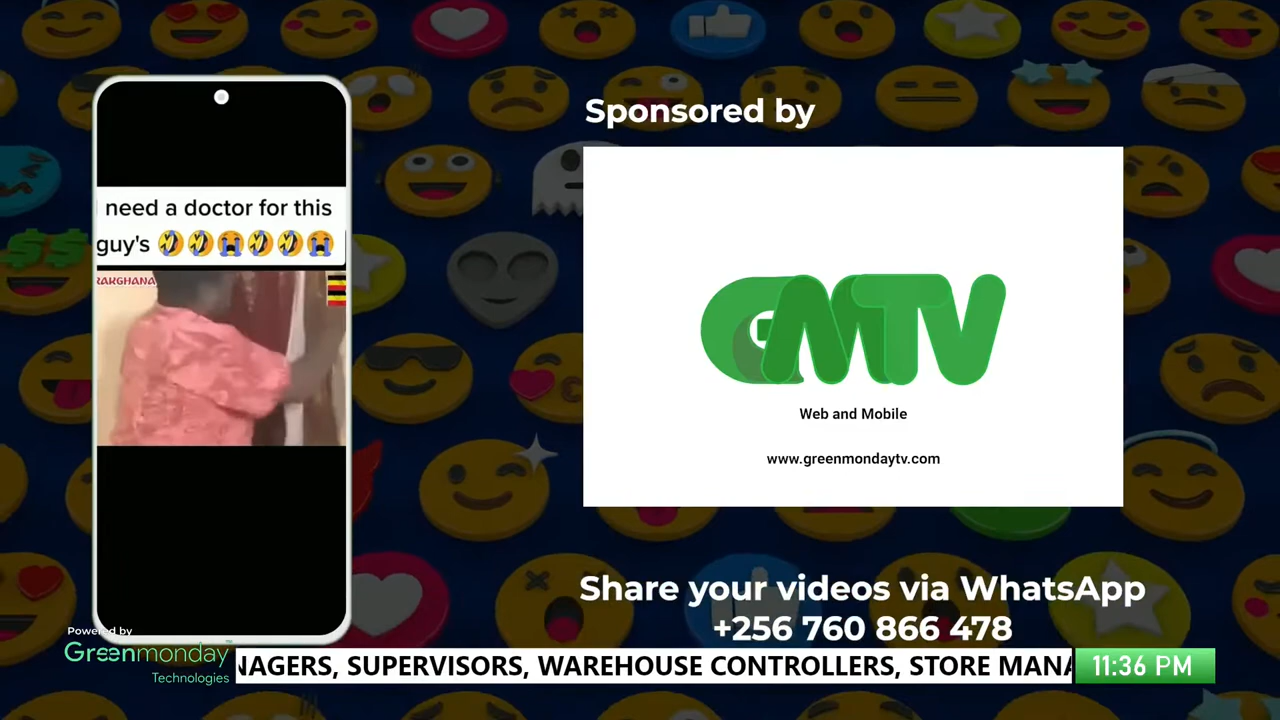 Sponsored by
need a doctor for this
guy's 🤣🤣😭🤣🤣😭
RAKGHANA
GMTV
Web and Mobile
www.greenmondaytv.com
Share your videos via WhatsApp
+256 760 866 478
Powered by
Greenmonday
Technologies
NAGERS, SUPERVISORS, WAREHOUSE CONTROLLERS, STORE MANA
11:36 PM